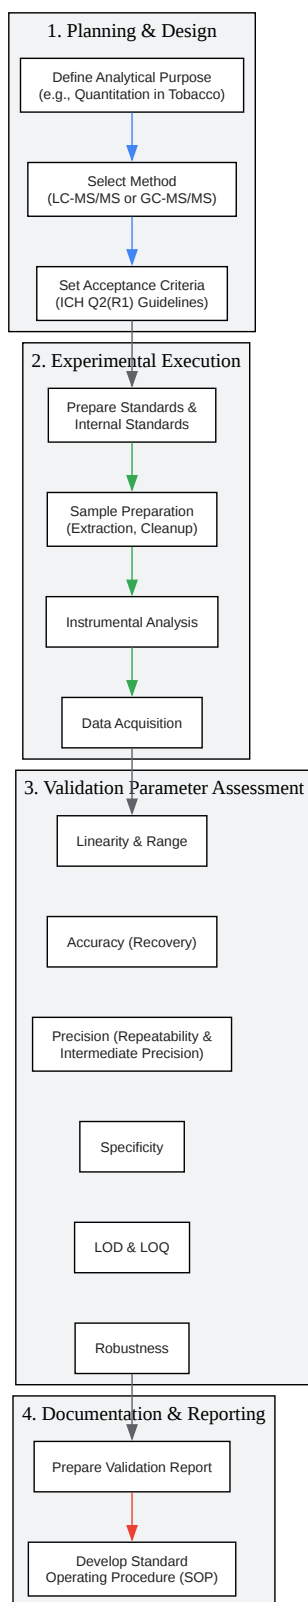 1. Planning & Design
Define Analytical Purpose
(e.g., Quantitation in Tobacco)
Select Method
(LC-MS/MS or GC-MS/MS)
Set Acceptance Criteria
(ICH Q2(R1) Guidelines)
2. Experimental Execution
Prepare Standards &
Internal Standards
Sample Preparation
(Extraction, Cleanup)
Instrumental Analysis
Data Acquisition
3. Validation Parameter Assessment
Linearity & Range
Accuracy (Recovery)
Precision (Repeatability &
Intermediate Precision)
Specificity
LOD & LOQ
Robustness
4. Documentation & Reporting
Prepare Validation Report
Develop Standard
Operating Procedure (SOP)